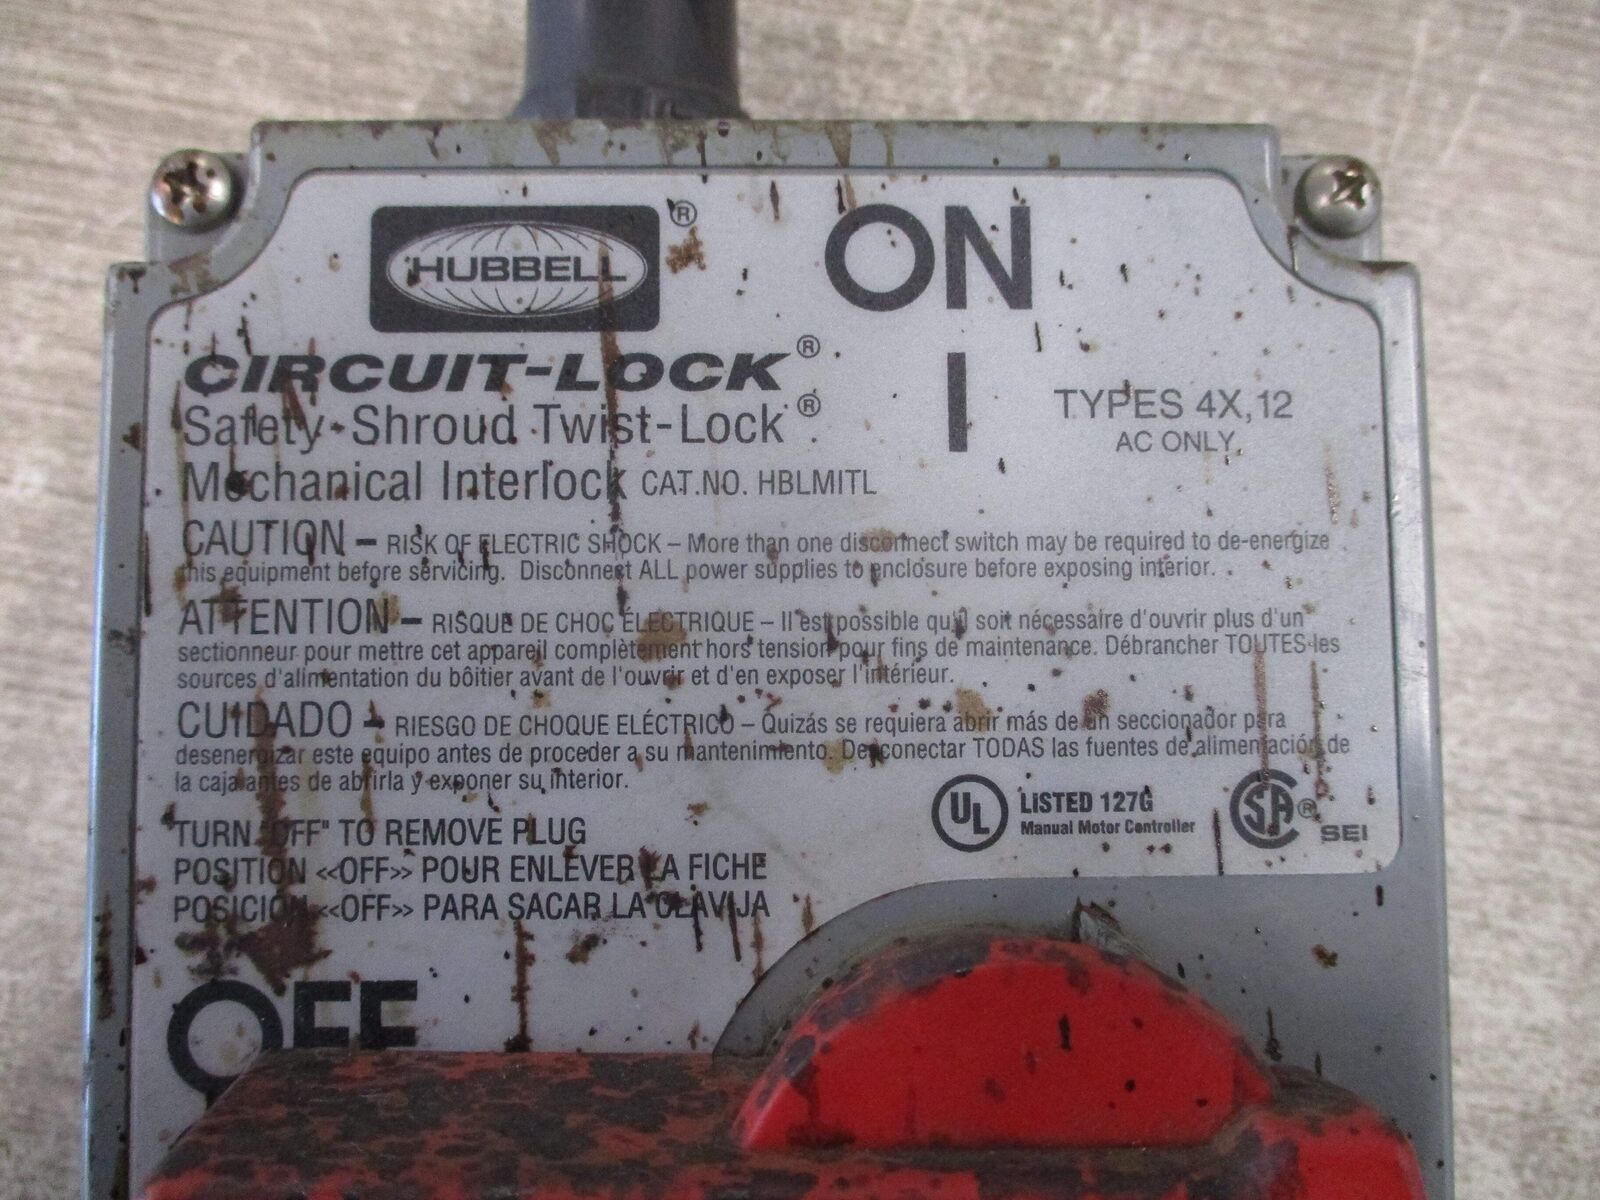 HUBBELL®
ON
I
CIRCUIT-LOCK®
Safety-Shroud Twist-Lock®
Mechanical Interlock CAT.NO. HBLMITL
TYPES 4X, 12
AC ONLY
CAUTION – RISK OF ELECTRIC SHOCK – More than one disconnect switch may be required to de-energize
this equipment before servicing. Disconnect ALL power supplies to enclosure before exposing interior.
ATTENTION – RISQUE DE CHOC ÉLECTRIQUE – Il est possible qu'il soit nécessaire d'ouvrir plus d'un
sectionneur pour mettre cet appareil complètement hors tension pour fins de maintenance. Débrancher TOUTES les
sources d'alimentation du bôitier avant de l'ouvrir et d'en exposer l'intérieur.
CUIDADO – RIESGO DE CHOQUE ELÉCTRICO – Quizás se requiera abrir más de un seccionador para
desenergizar este equipo antes de proceder a su mantenimiento. Desconectar TODAS las fuentes de alimentación de
la caja antes de abrirla y exponer su interior.
UL LISTED 127G
Manual Motor Controller
SA® SEI
TURN "OFF" TO REMOVE PLUG
POSITION <<OFF>> POUR ENLEVER LA FICHE
POSICION <<OFF>> PARA SACAR LA CLAVIJA
OFF